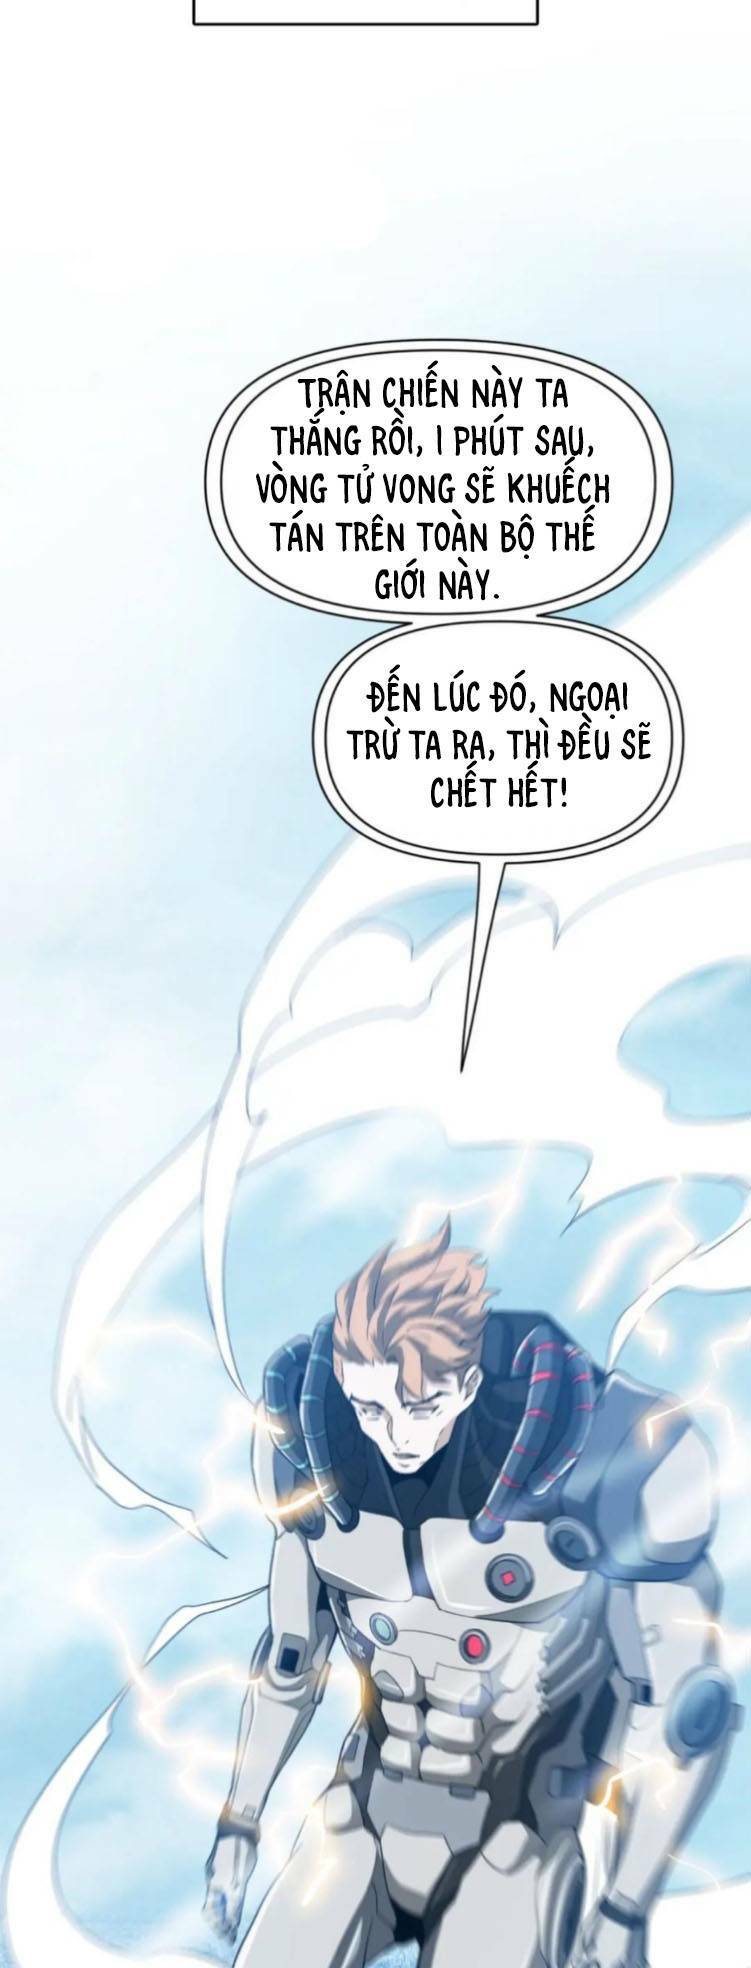 TRẬN CHIẾN NÀY TA
THẮNG RỒI, 1 PHÚT SAU,
VÒNG TỬ VONG SẼ KHUẾCH
TÁN TRÊN TOÀN BỘ THẾ
GIỚI NÀY.
ĐẾN LÚC ĐÓ, NGOẠI
TRỪ TA RA, THÌ ĐỀU SẼ
CHẾT HẾT!